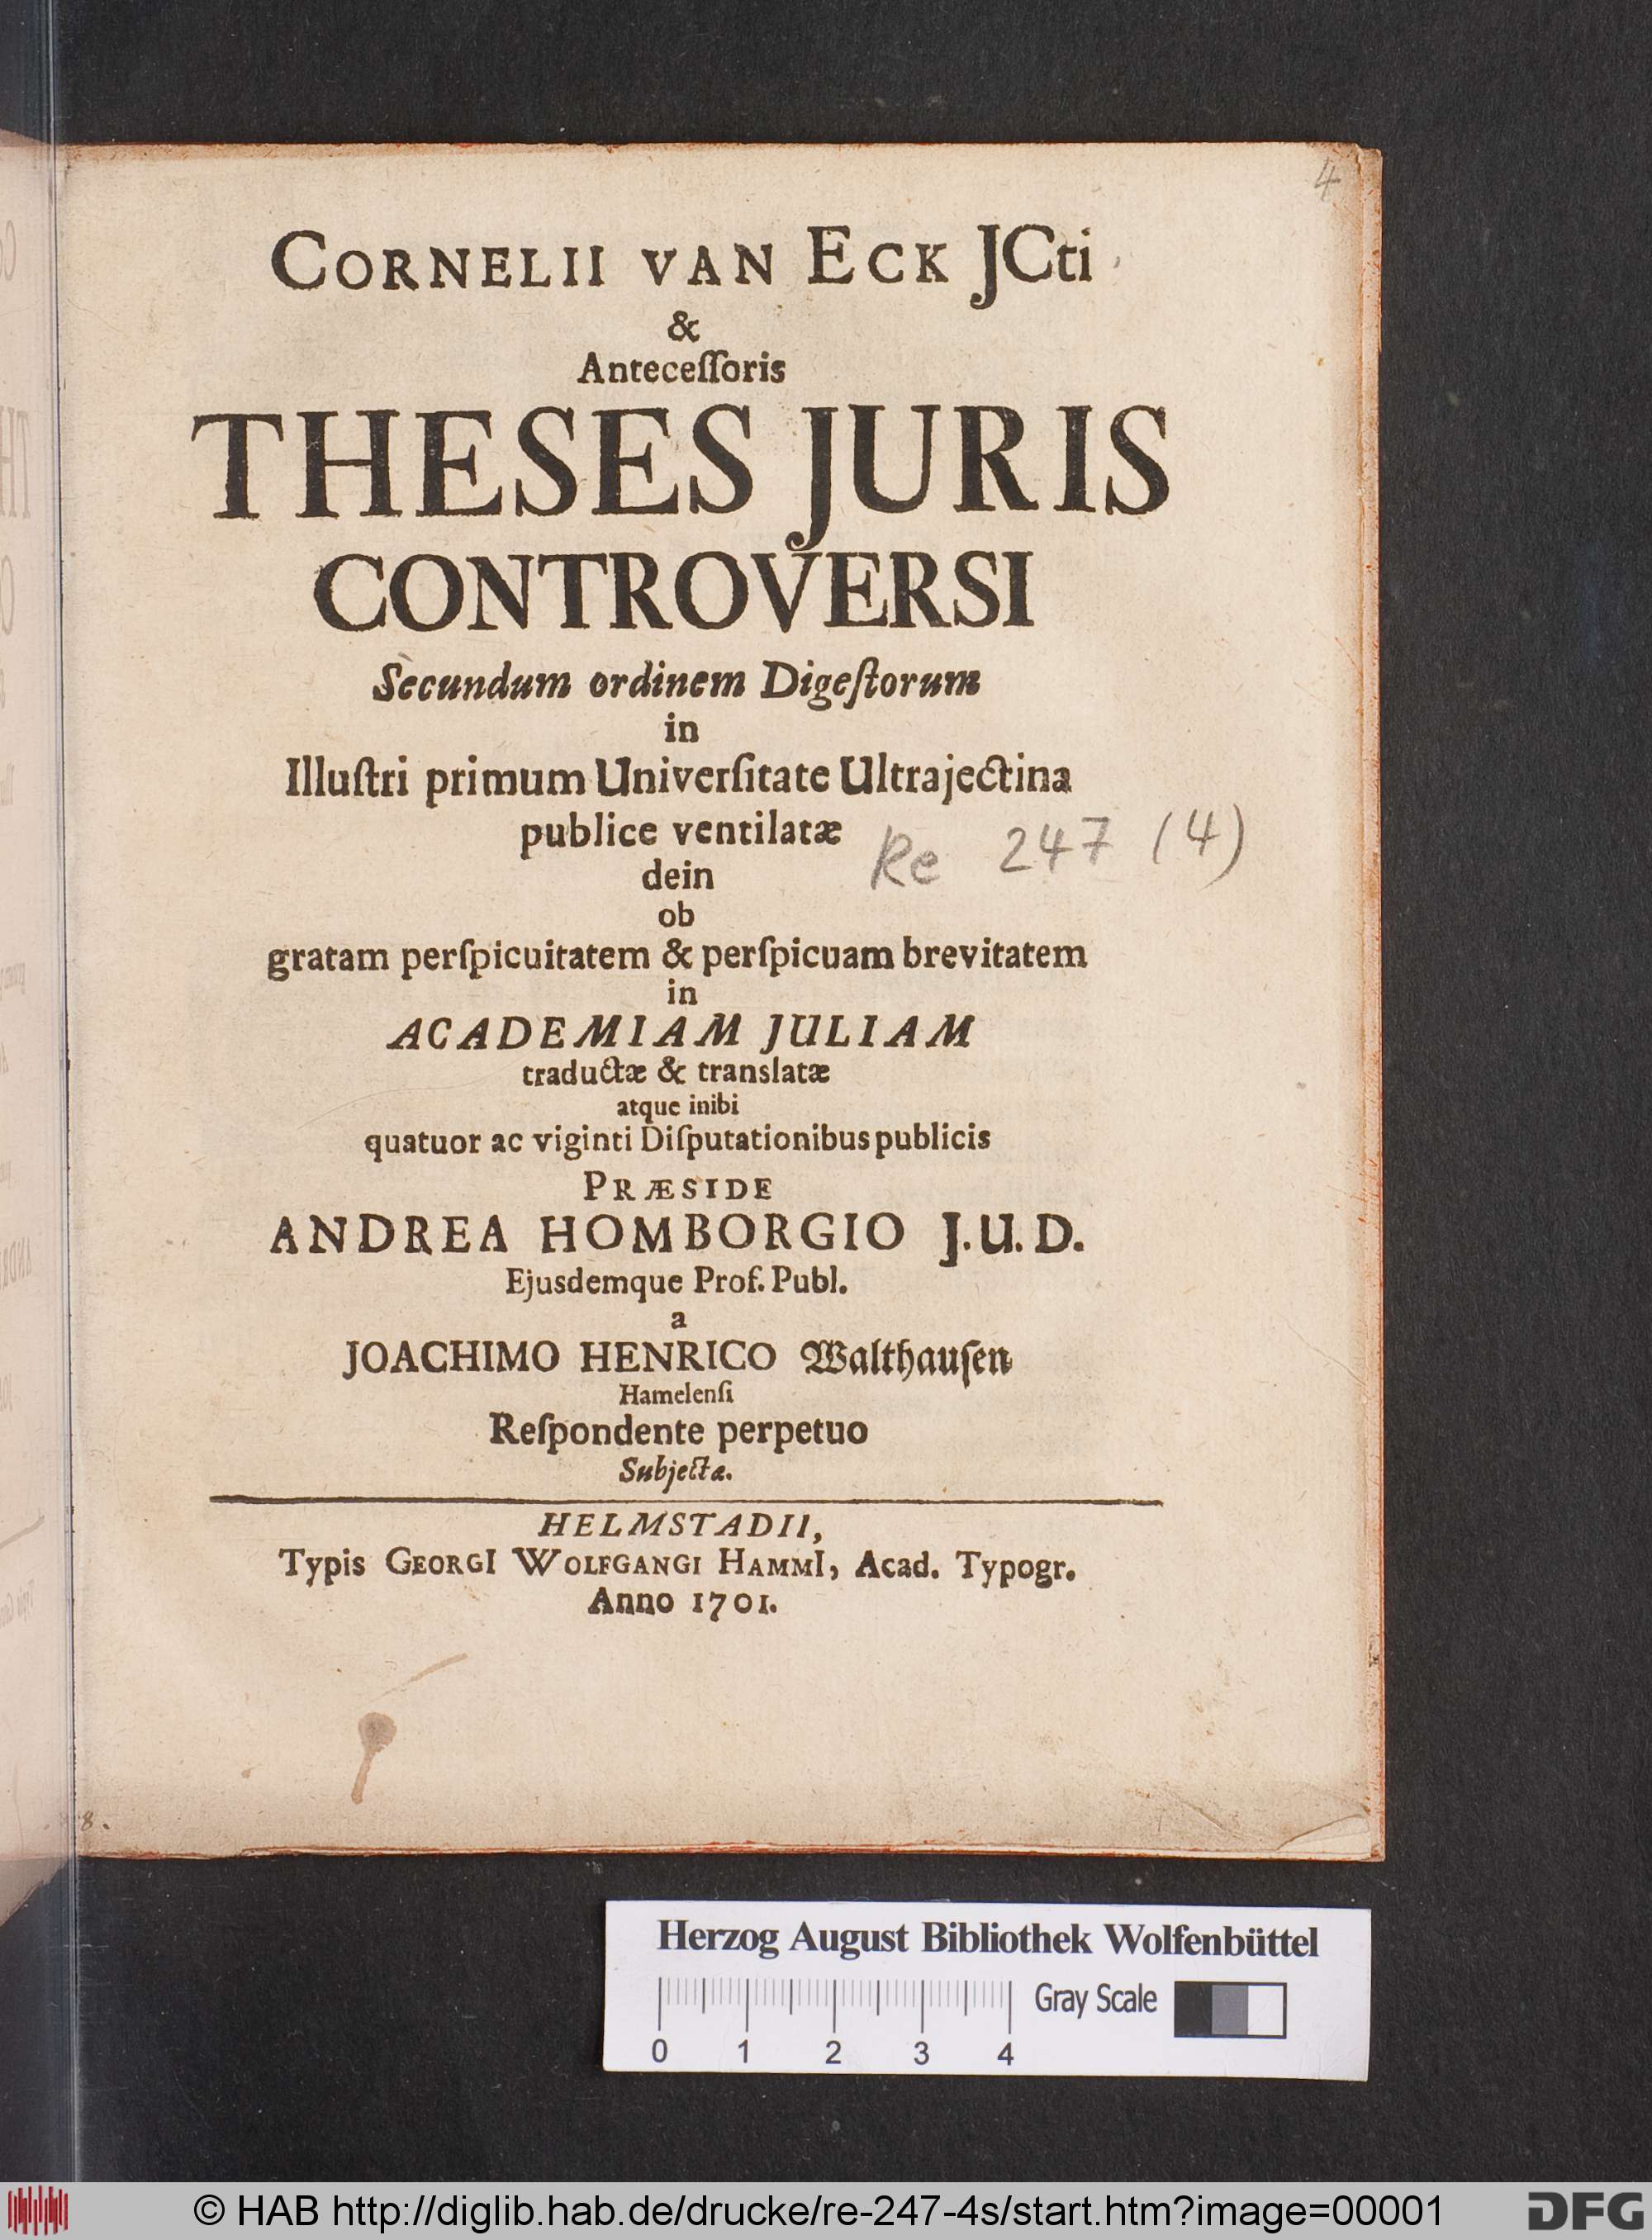 4
CORNELII VAN ECK JCti
&
Anteceſſoris
THESES JURIS
CONTROVERSI
Secundum ordinem Digeſtorum
in
Illuſtri primum Univerſitate Ultrajectina
publice ventilatæ
Re 247 (4)
dein
ob
gratam perſpicuitatem & perſpicuam brevitatem
in
ACADEMIAM JULIAM
traductæ & translatæ
atque inibi
quatuor ac viginti Diſputationibus publicis
PRÆSIDE
ANDREA HOMBORGIO J.U.D.
Ejusdemque Prof. Publ.
a
JOACHIMO HENRICO Walthauſen
Hamelenſi
Reſpondente perpetuo
Subjectæ.
HELMSTADII,
Typis GEORGI WOLFGANGI HAMMI, Acad. Typogr.
Anno 1701.
8.
Herzog August Bibliothek Wolfenbüttel
Gray Scale
0 1 2 3 4
© HAB http://diglib.hab.de/drucke/re-247-4s/start.htm?image=00001
DFG